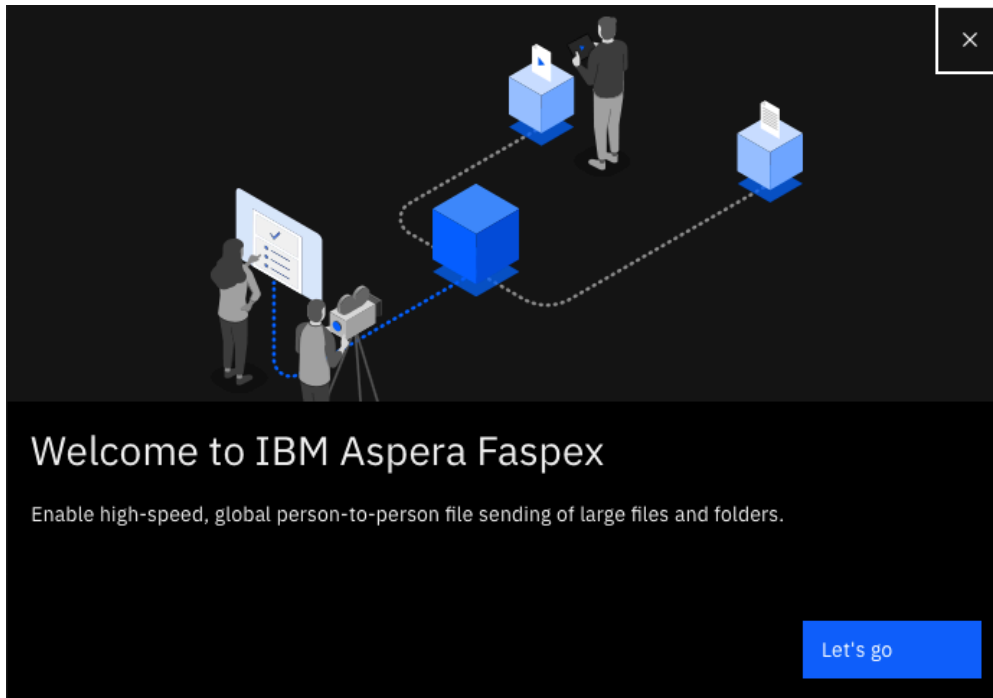 Welcome to IBM Aspera Faspex
Enable high-speed, global person-to-person file sending of large files and folders.
Let's go